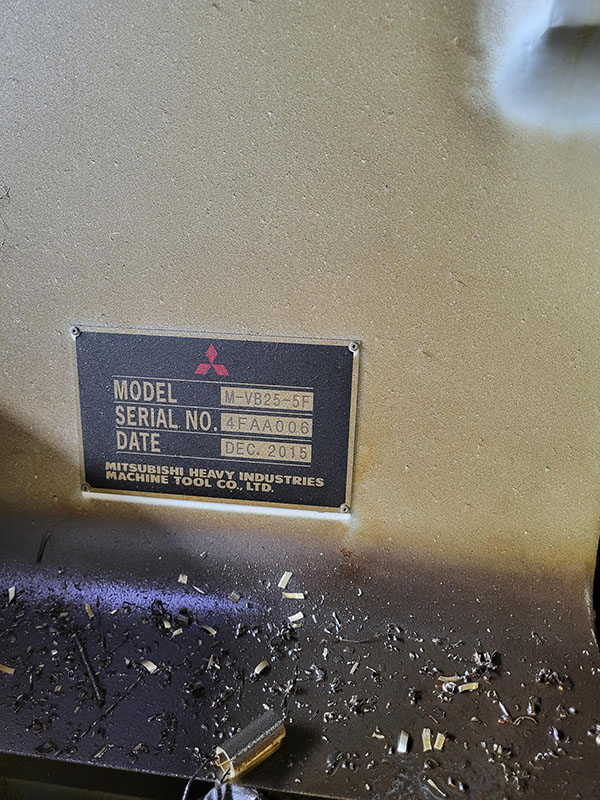 MODEL M-VB25-5F
SERIAL NO. 4FAA006
DATE DEC. 2015
MITSUBISHI HEAVY INDUSTRIES
MACHINE TOOL CO., LTD.